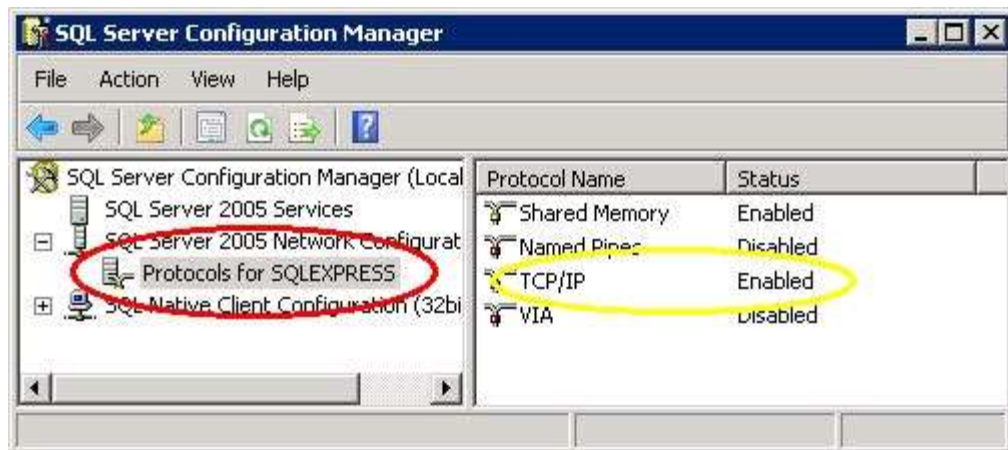 SQL Server Configuration Manager
File Action View Help
SQL Server Configuration Manager (Local
SQL Server 2005 Services
SQL Server 2005 Network Configurat
Protocols for SQLEXPRESS
SQL Native Client Configuration (32bi
Protocol Name Status
Shared Memory Enabled
Named Pipes Disabled
TCP/IP Enabled
VIA Disabled